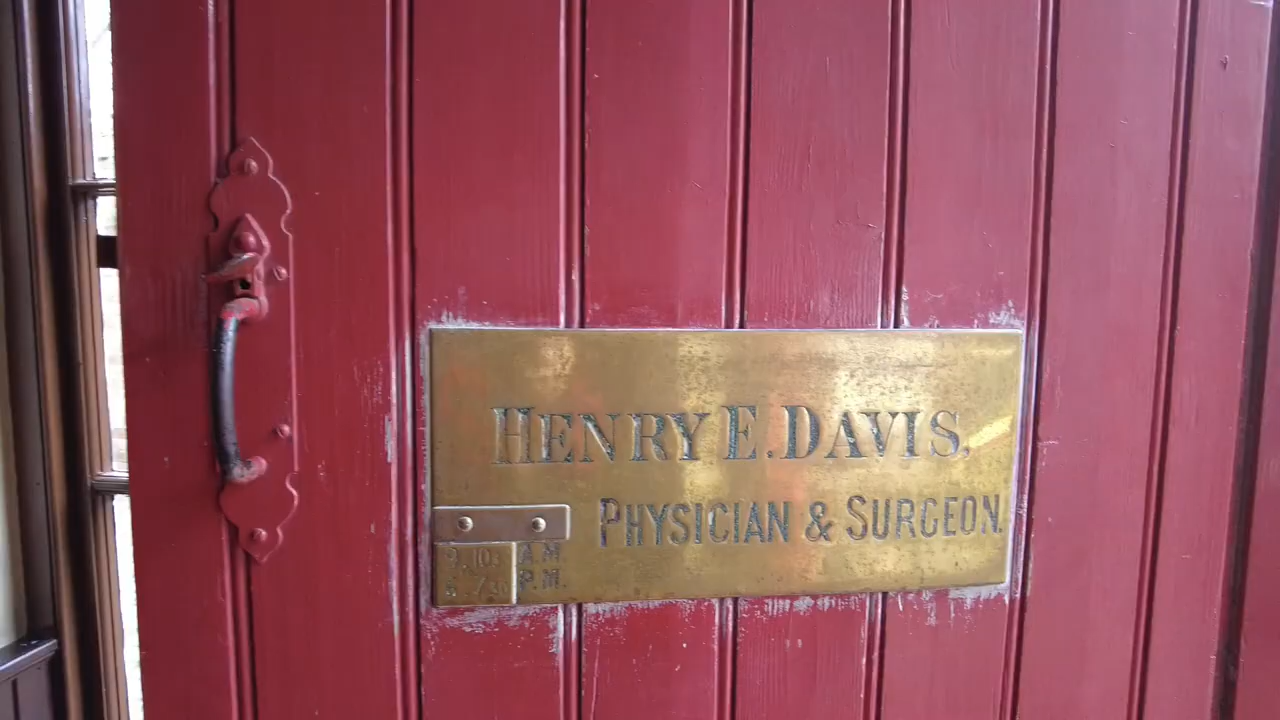 HENRY E. DAVIS.
PHYSICIAN & SURGEON.
A.M.
P.M.